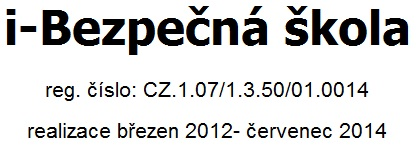 i-Bezpečná škola
reg. číslo: CZ.1.07/1.3.50/01.0014
realizace březen 2012- červenec 2014